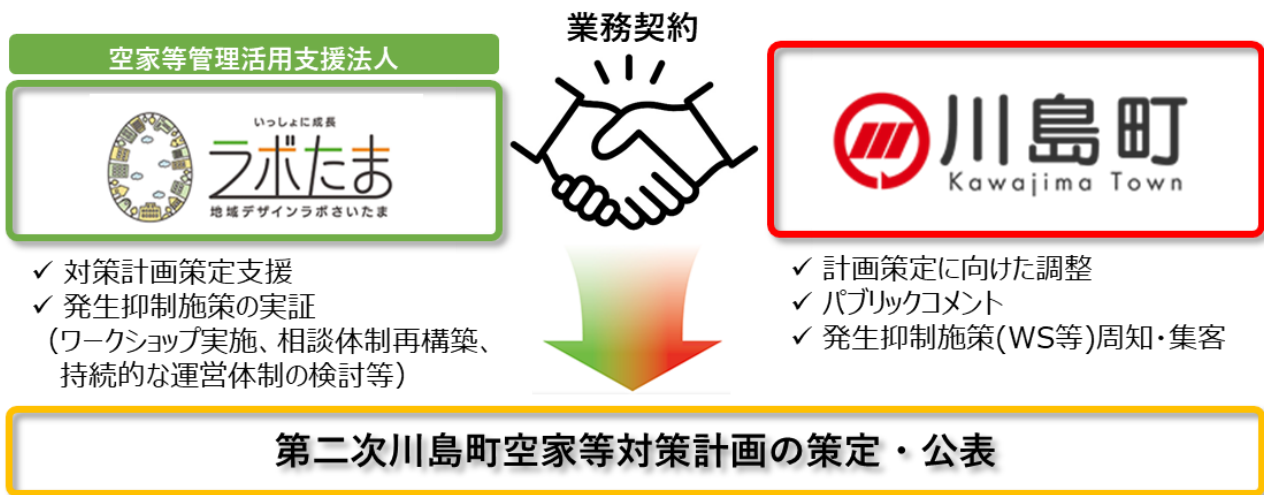 業務契約
空家等管理活用支援法人
いっしょに成長
ラボたま
地域デザインラボさいたま
川島町
Kawajima Town
✓ 対策計画策定支援
✓ 発生抑制施策の実証
（ワークショップ実施、相談体制再構築、
持続的な運営体制の検討等）
✓ 計画策定に向けた調整
✓ パブリックコメント
✓ 発生抑制施策(WS等)周知・集客
第二次川島町空家等対策計画の策定・公表